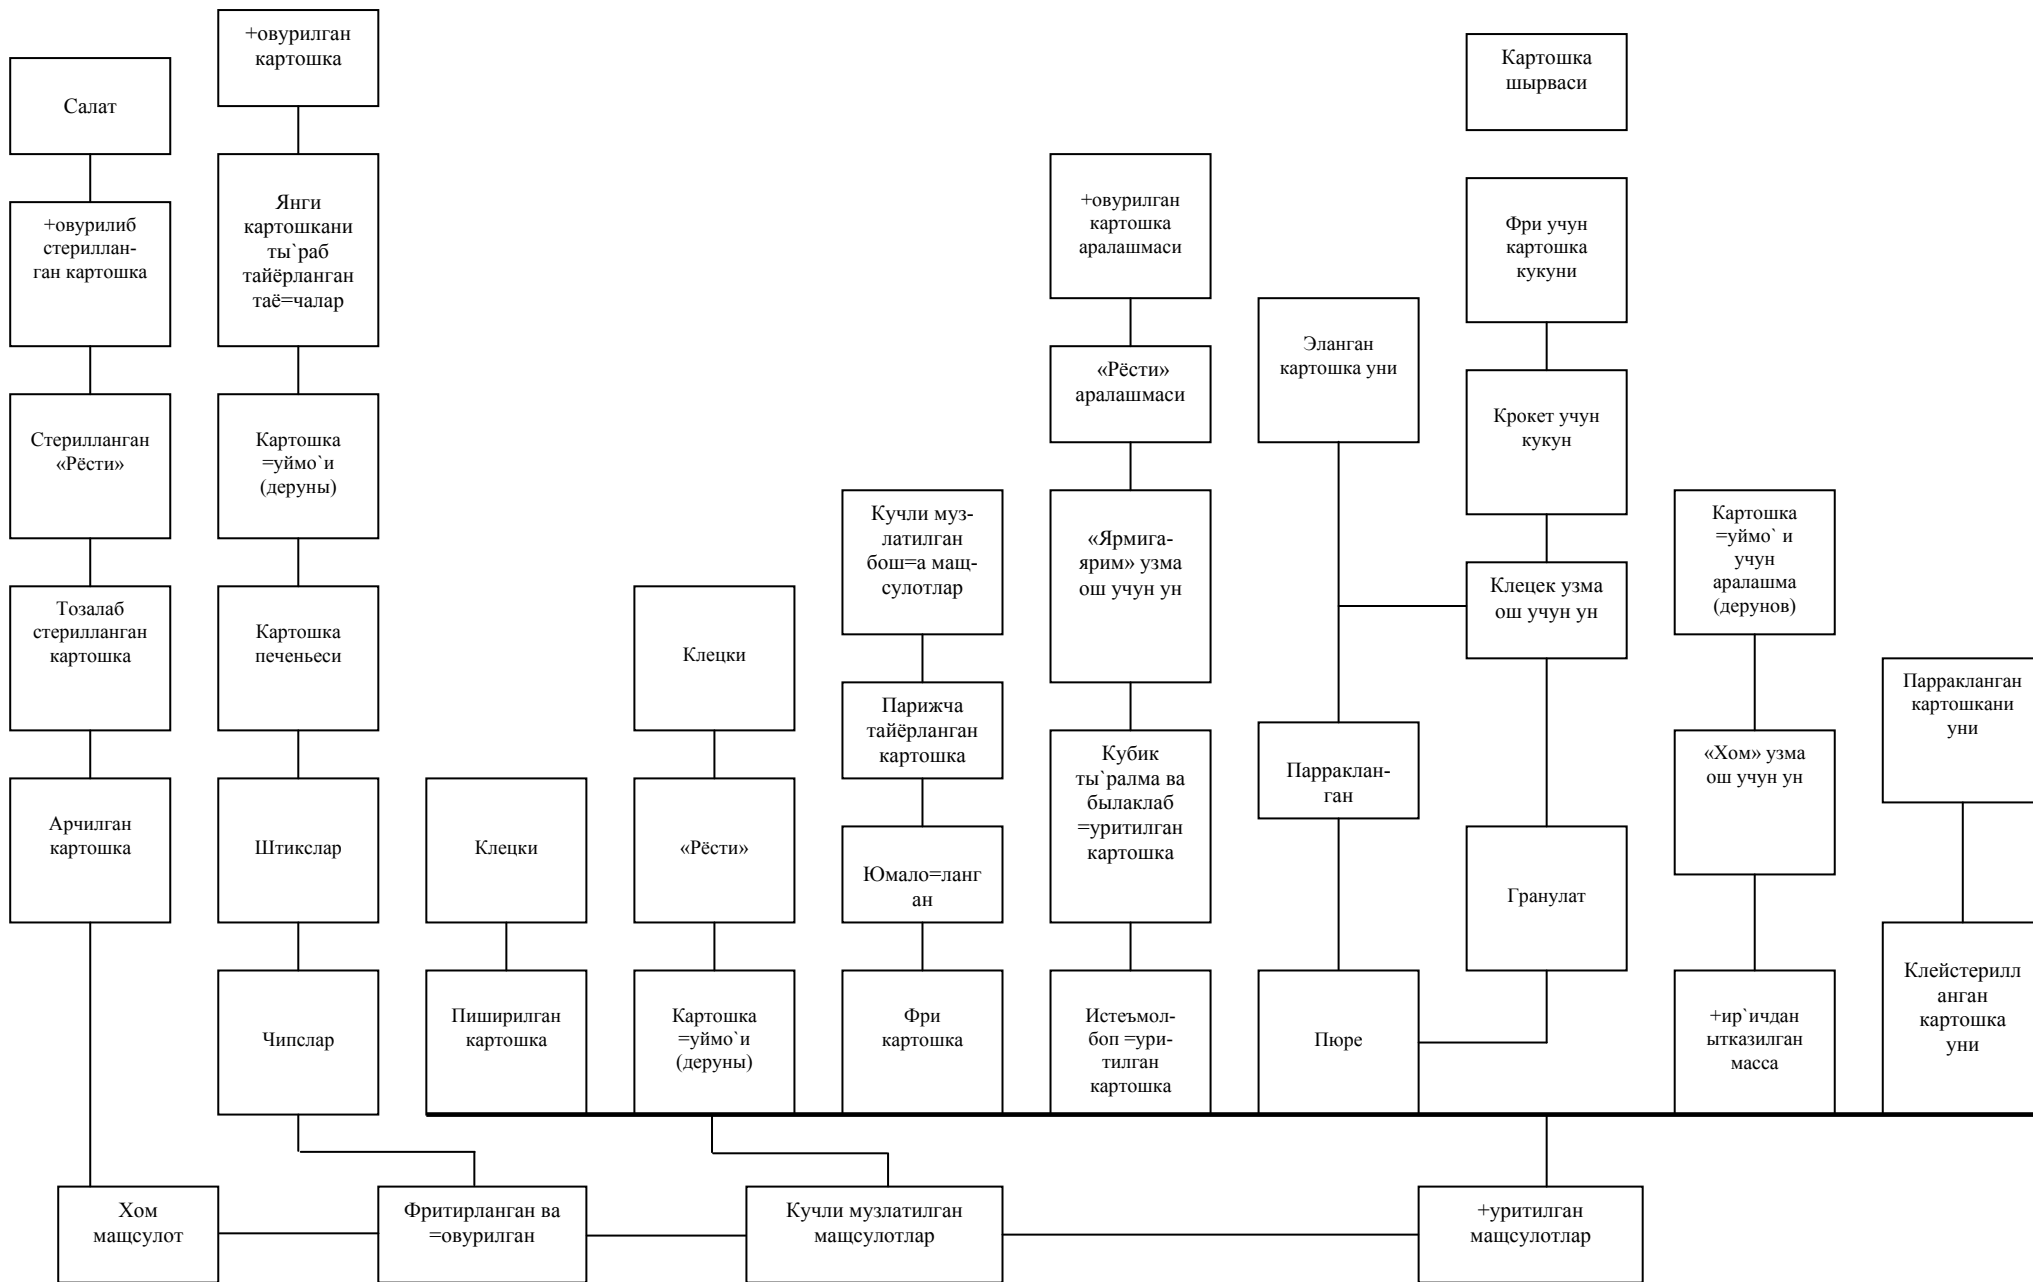 Салат
+овурилиб
стериллан-
ган картошка
Стерилланган
«Рёсти»
Тозалаб
стерилланган
картошка
Арчилган
картошка
+овурилган
картошка
Янги
картошкани
ты`раб
тайёрланган
таё=чалар
Картошка
=уймо`и
(деруны)
Картошка
печеньеси
Штикслар
Чипслар
Клецки
Пиширилган
картошка
Клецки
«Рёсти»
Картошка
=уймо`и
(деруны)
Кучли муз-
латилган
бош=а мащ-
сулотлар
Парижча
тайёрланган
картошка
Юмало=ланг
ан
Фри
картошка
+овурилган
картошка
аралашмаси
«Рёсти»
аралашмаси
«Ярмига-
ярим» узма
ош учун ун
Кубик
ты`ралма ва
былаклаб
=уритилган
картошка
Истеъмол-
боп =ури-
тилган
картошка
Эланган
картошка уни
Парраклан-
ган
Пюре
Картошка
шырваси
Фри учун
картошка
кукуни
Крокет учун
кукун
Клецек узма
ош учун ун
Гранулат
Картошка
=уймо` и
учун
аралашма
(дерунов)
«Хом» узма
ош учун ун
+ир`ичдан
ытказилган
масса
Парракланган
картошкани
уни
Клейстерилл
анган
картошка
уни
Хом
мащсулот
Фритирланган ва
=овурилган
Кучли музлатилган
мащсулотлар
+уритилган
мащсулотлар